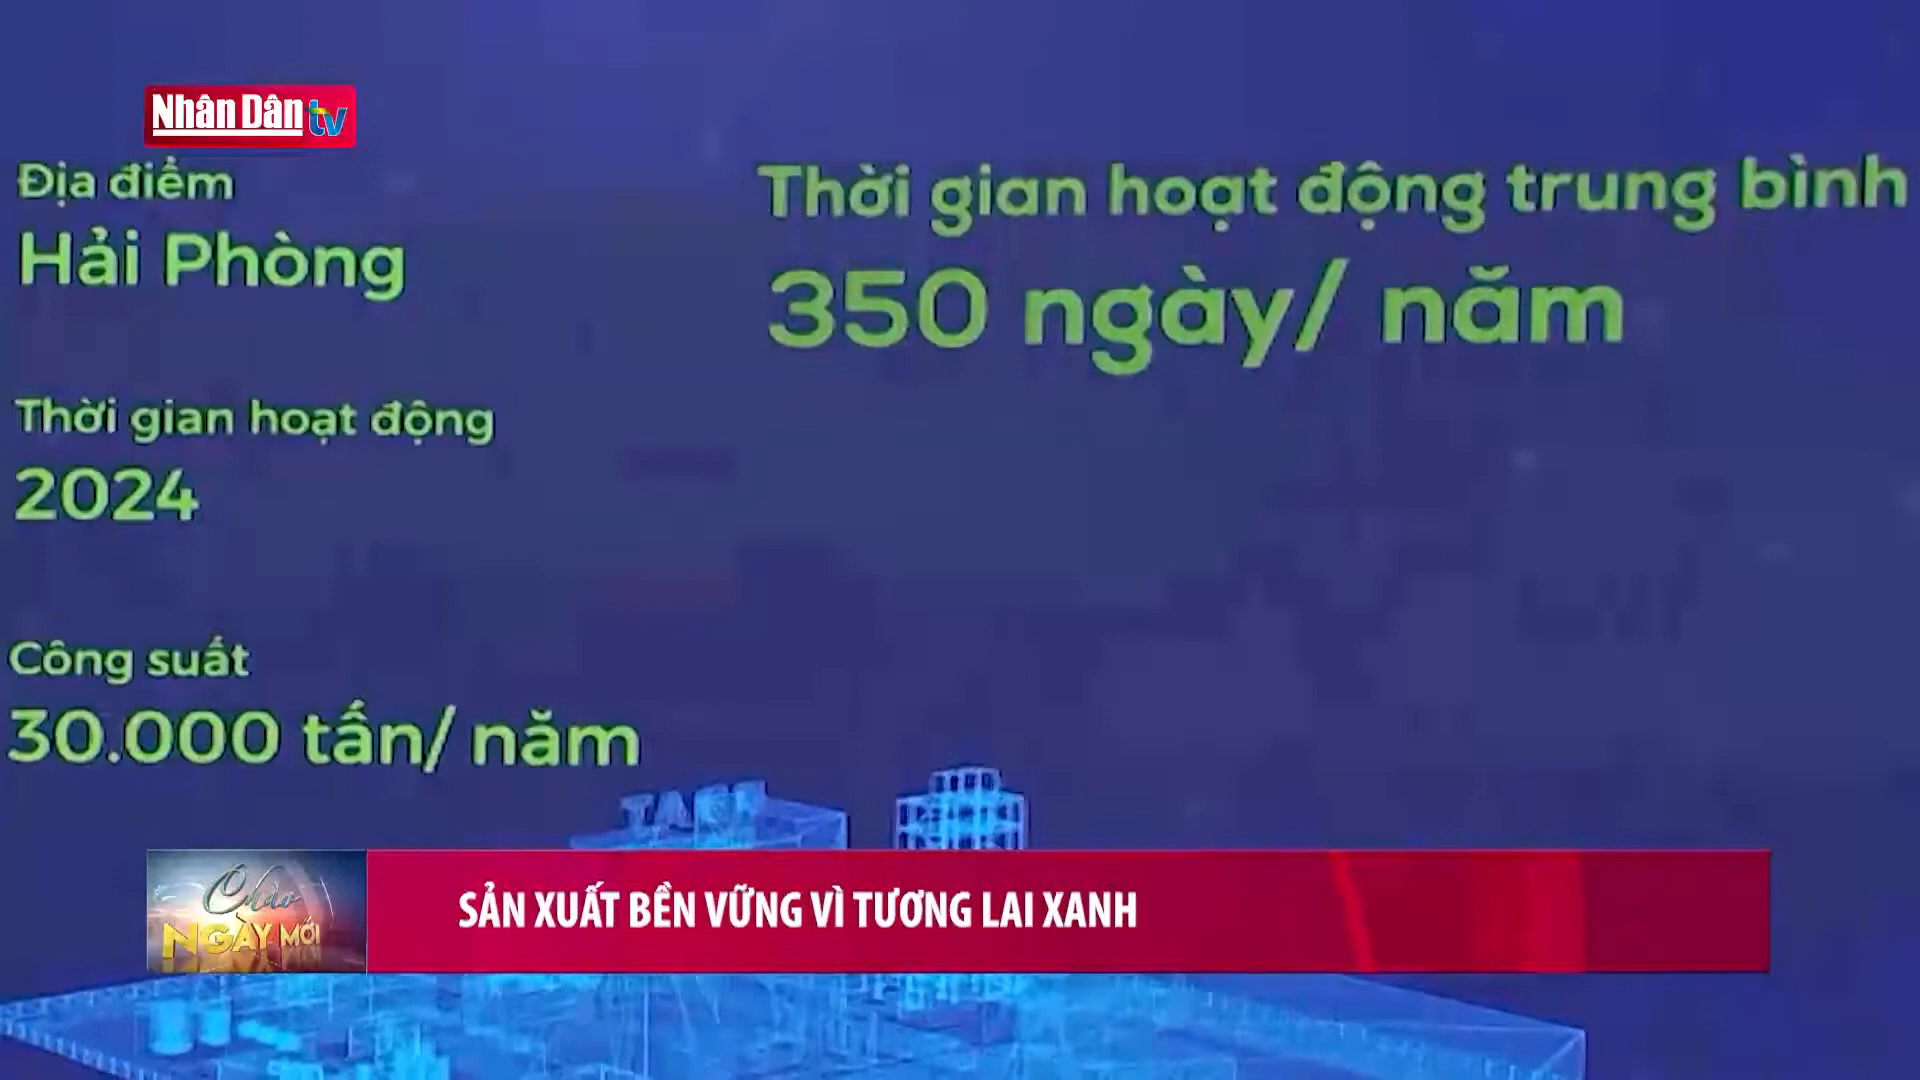 Nhân Dân tv
Địa điểm
Hải Phòng
Thời gian hoạt động trung bình
350 ngày/ năm
Thời gian hoạt động
2024
Công suất
30.000 tấn/ năm
Chào
NGÀY MỚI
SẢN XUẤT BỀN VỮNG VÌ TƯƠNG LAI XANH